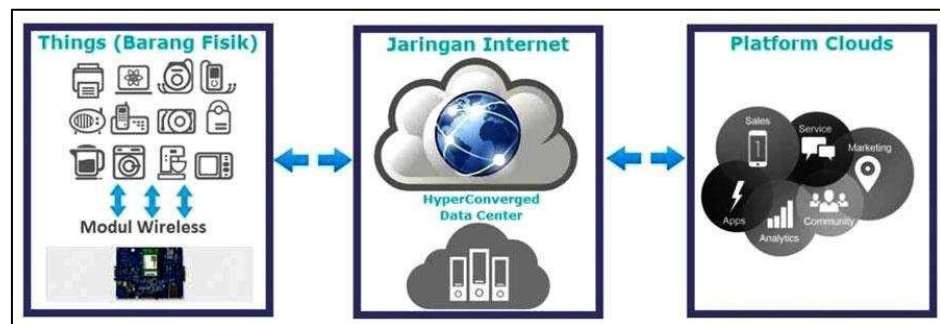 Things (Barang Fisik)
Modul Wireless
Jaringan Internet
HyperConverged
Data Center
Platform Clouds
Sales
Service
Marketing
Apps
Analytics
Community